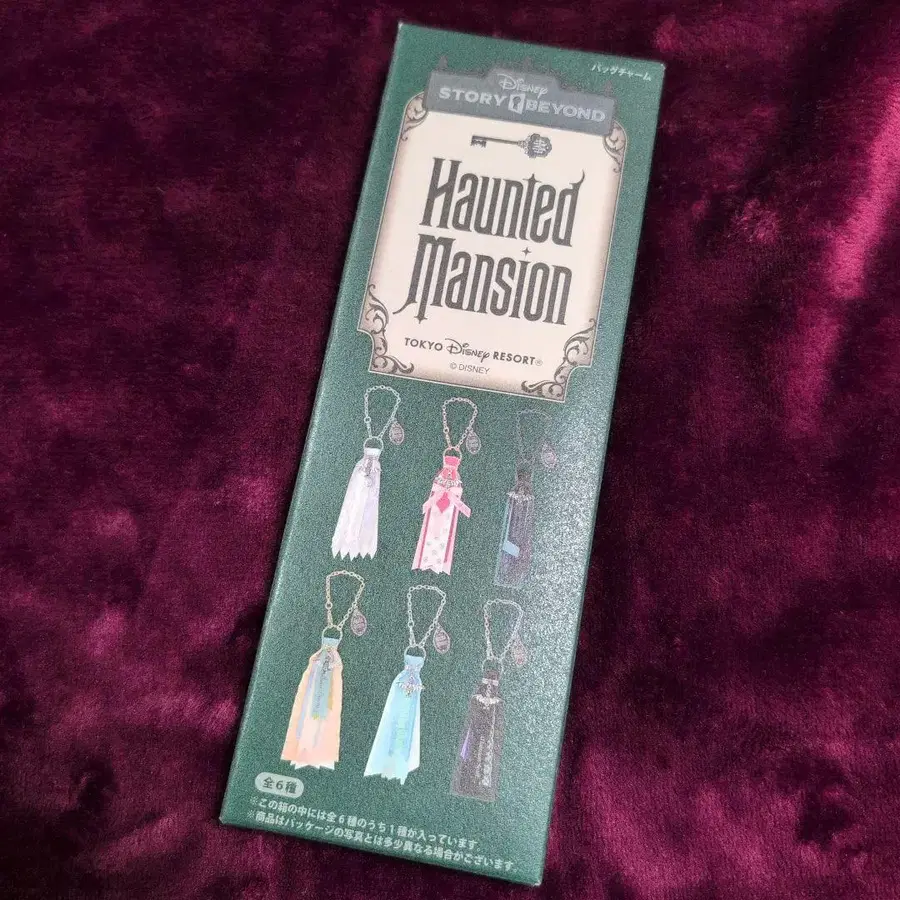 バッグチャーム
Disney
STORY BEYOND
Haunted
Mansion
TOKYO Disney RESORT®
© DISNEY
全6種
※この箱の中には全6種のうち1種が入っています。
※商品はパッケージの写真とは多少異なる場合がございます。